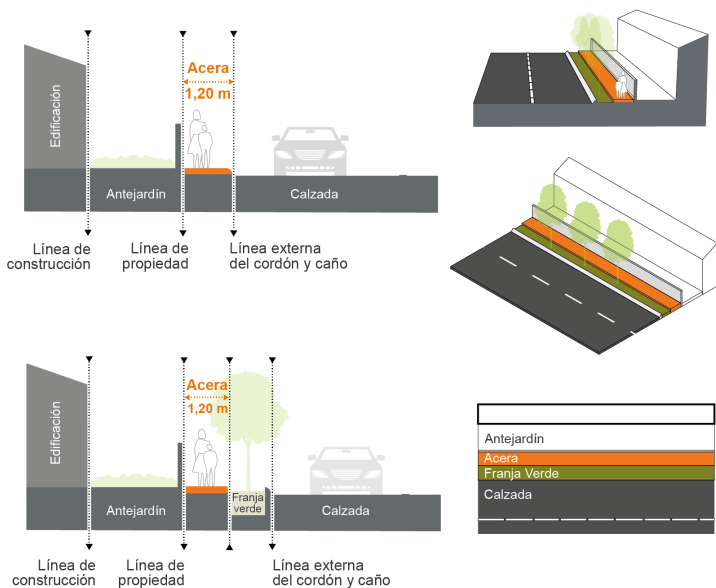 Acera
1,20 m
Edificación
Antejardín
Calzada
Línea de
construcción
Línea de
propiedad
Línea externa
del cordón y caño
Acera
1,20 m
Edificación
Antejardín
Franja
verde
Calzada
Línea de
construcción
Línea de
propiedad
Línea externa
del cordón y caño
Antejardín
Acera
Franja Verde
Calzada